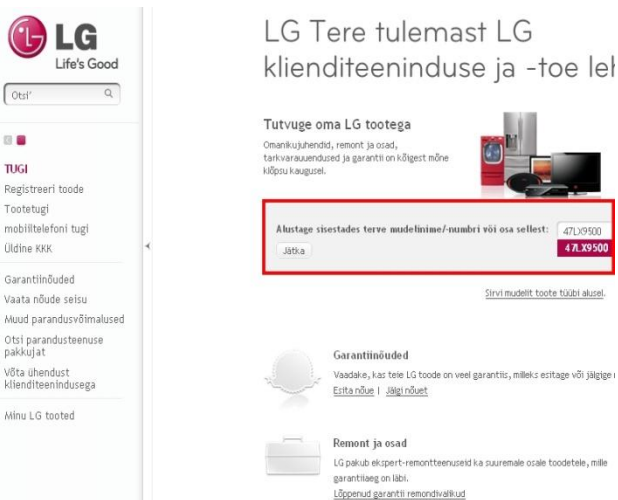 LG
Life's Good
Otsi'
TUGI
Registreeri toode
Tootetugi
mobiiltelefoni tugi
Üldine KKK
Garantiinõuded
Vaata nõude seisu
Muud parandusvõimalused
Otsi parandusteenuse
pakkujat
Võta ühendust
klienditeenindusega
Minu LG tooted
LG Tere tulemast LG
klienditeeninduse ja -toe leh
Tutvuge oma LG tootega
Omanikujuhendid, remont ja osad,
tarkvarauuendused ja garantii on kõigest mõne
klõpsu kaugusel.
Alustage sisestades terve mudelinime/-numbri või osa sellest: 47LX9500
Jätka 47LX9500
Sirvi mudelit toote tüübi alusel.
Garantiinõuded
Vaadake, kas teie LG toode on veel garantiis, milleks esitage või jälgige
Esita nõue | Jälgi nõuet
Remont ja osad
LG pakub ekspert-remontteenuseid ka suuremale osale toodetele, mille
garantiiaeg on läbi.
Lõppenud garantii remondivalikud